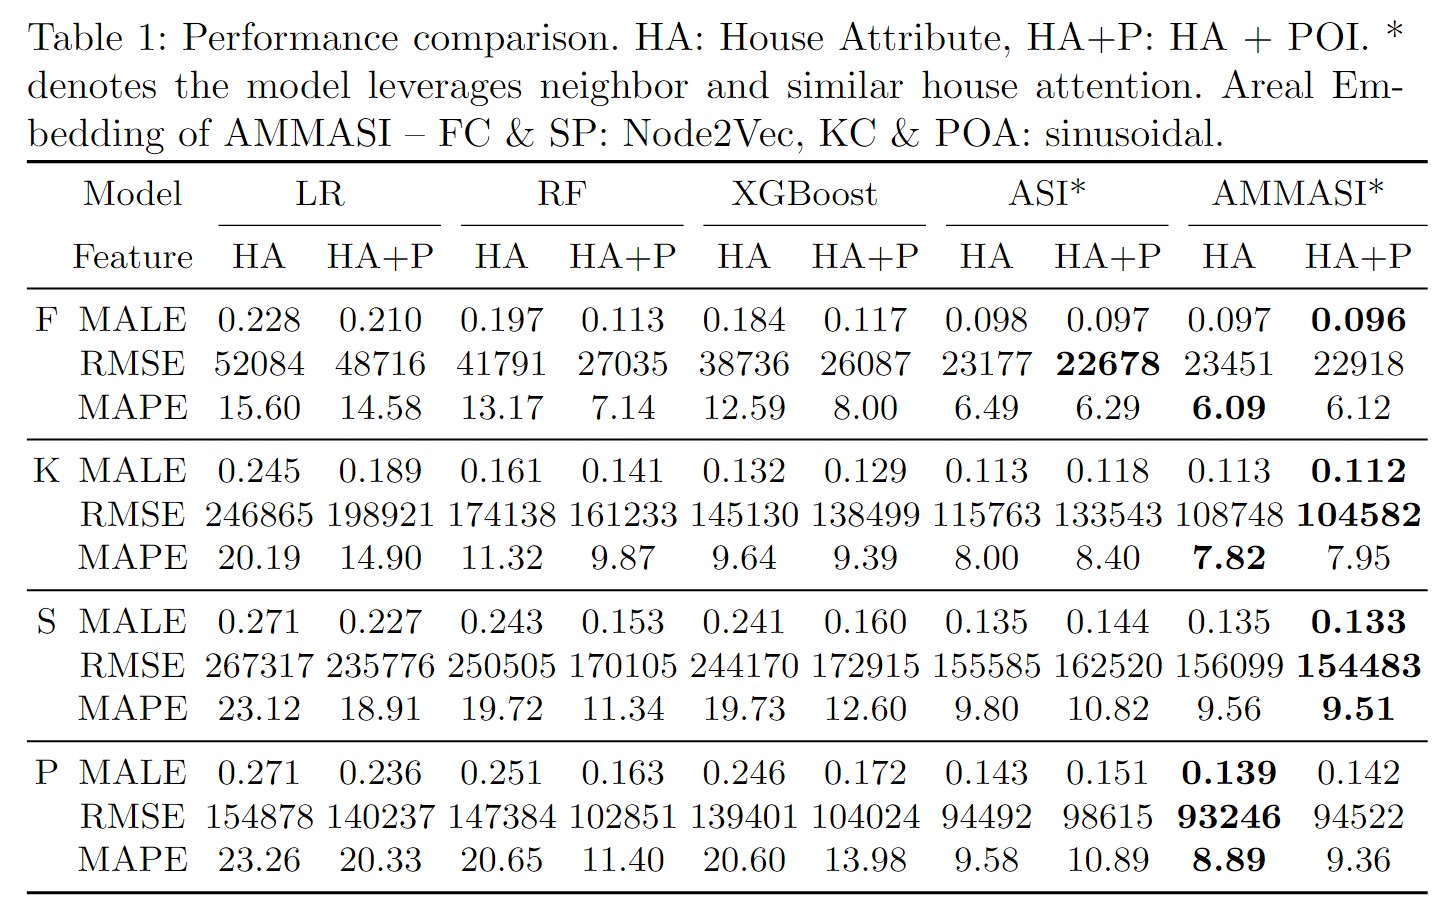 Table 1: Performance comparison. HA: House Attribute, HA+P: HA + POI. *
denotes the model leverages neighbor and similar house attention. Areal Em-
bedding of AMMASI – FC & SP: Node2Vec, KC & POA: sinusoidal.
Model LR RF XGBoost ASI* AMMASI*
Feature HA HA+P HA HA+P HA HA+P HA HA+P HA HA+P
F MALE 0.228 0.210 0.197 0.113 0.184 0.117 0.098 0.097 0.097 0.096
RMSE 52084 48716 41791 27035 38736 26087 23177 22678 23451 22918
MAPE 15.60 14.58 13.17 7.14 12.59 8.00 6.49 6.29 6.09 6.12
K MALE 0.245 0.189 0.161 0.141 0.132 0.129 0.113 0.118 0.113 0.112
RMSE 246865 198921 174138 161233 145130 138499 115763 133543 108748 104582
MAPE 20.19 14.90 11.32 9.87 9.64 9.39 8.00 8.40 7.82 7.95
S MALE 0.271 0.227 0.243 0.153 0.241 0.160 0.135 0.144 0.135 0.133
RMSE 267317 235776 250505 170105 244170 172915 155585 162520 156099 154483
MAPE 23.12 18.91 19.72 11.34 19.73 12.60 9.80 10.82 9.56 9.51
P MALE 0.271 0.236 0.251 0.163 0.246 0.172 0.143 0.151 0.139 0.142
RMSE 154878 140237 147384 102851 139401 104024 94492 98615 93246 94522
MAPE 23.26 20.33 20.65 11.40 20.60 13.98 9.58 10.89 8.89 9.36